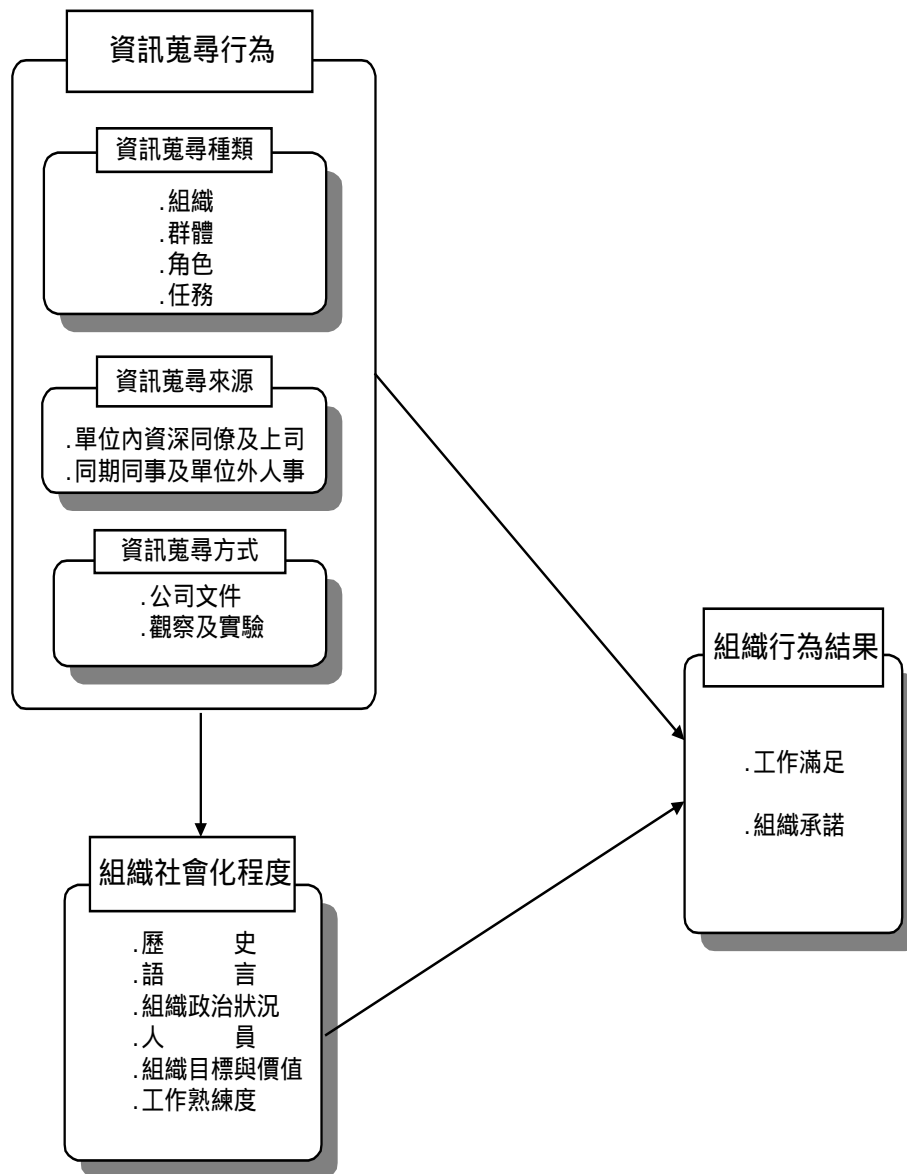 資訊蒐尋行為
資訊蒐尋種類
.組織
.群體
.角色
.任務
資訊蒐尋來源
.單位內資深同僚及上司
.同期同事及單位外人事
資訊蒐尋方式
.公司文件
.觀察及實驗
組織行為結果
.工作滿足
.組織承諾
組織社會化程度
.歷 史
.語 言
.組織政治狀況
.人 員
.組織目標與價值
.工作熟練度